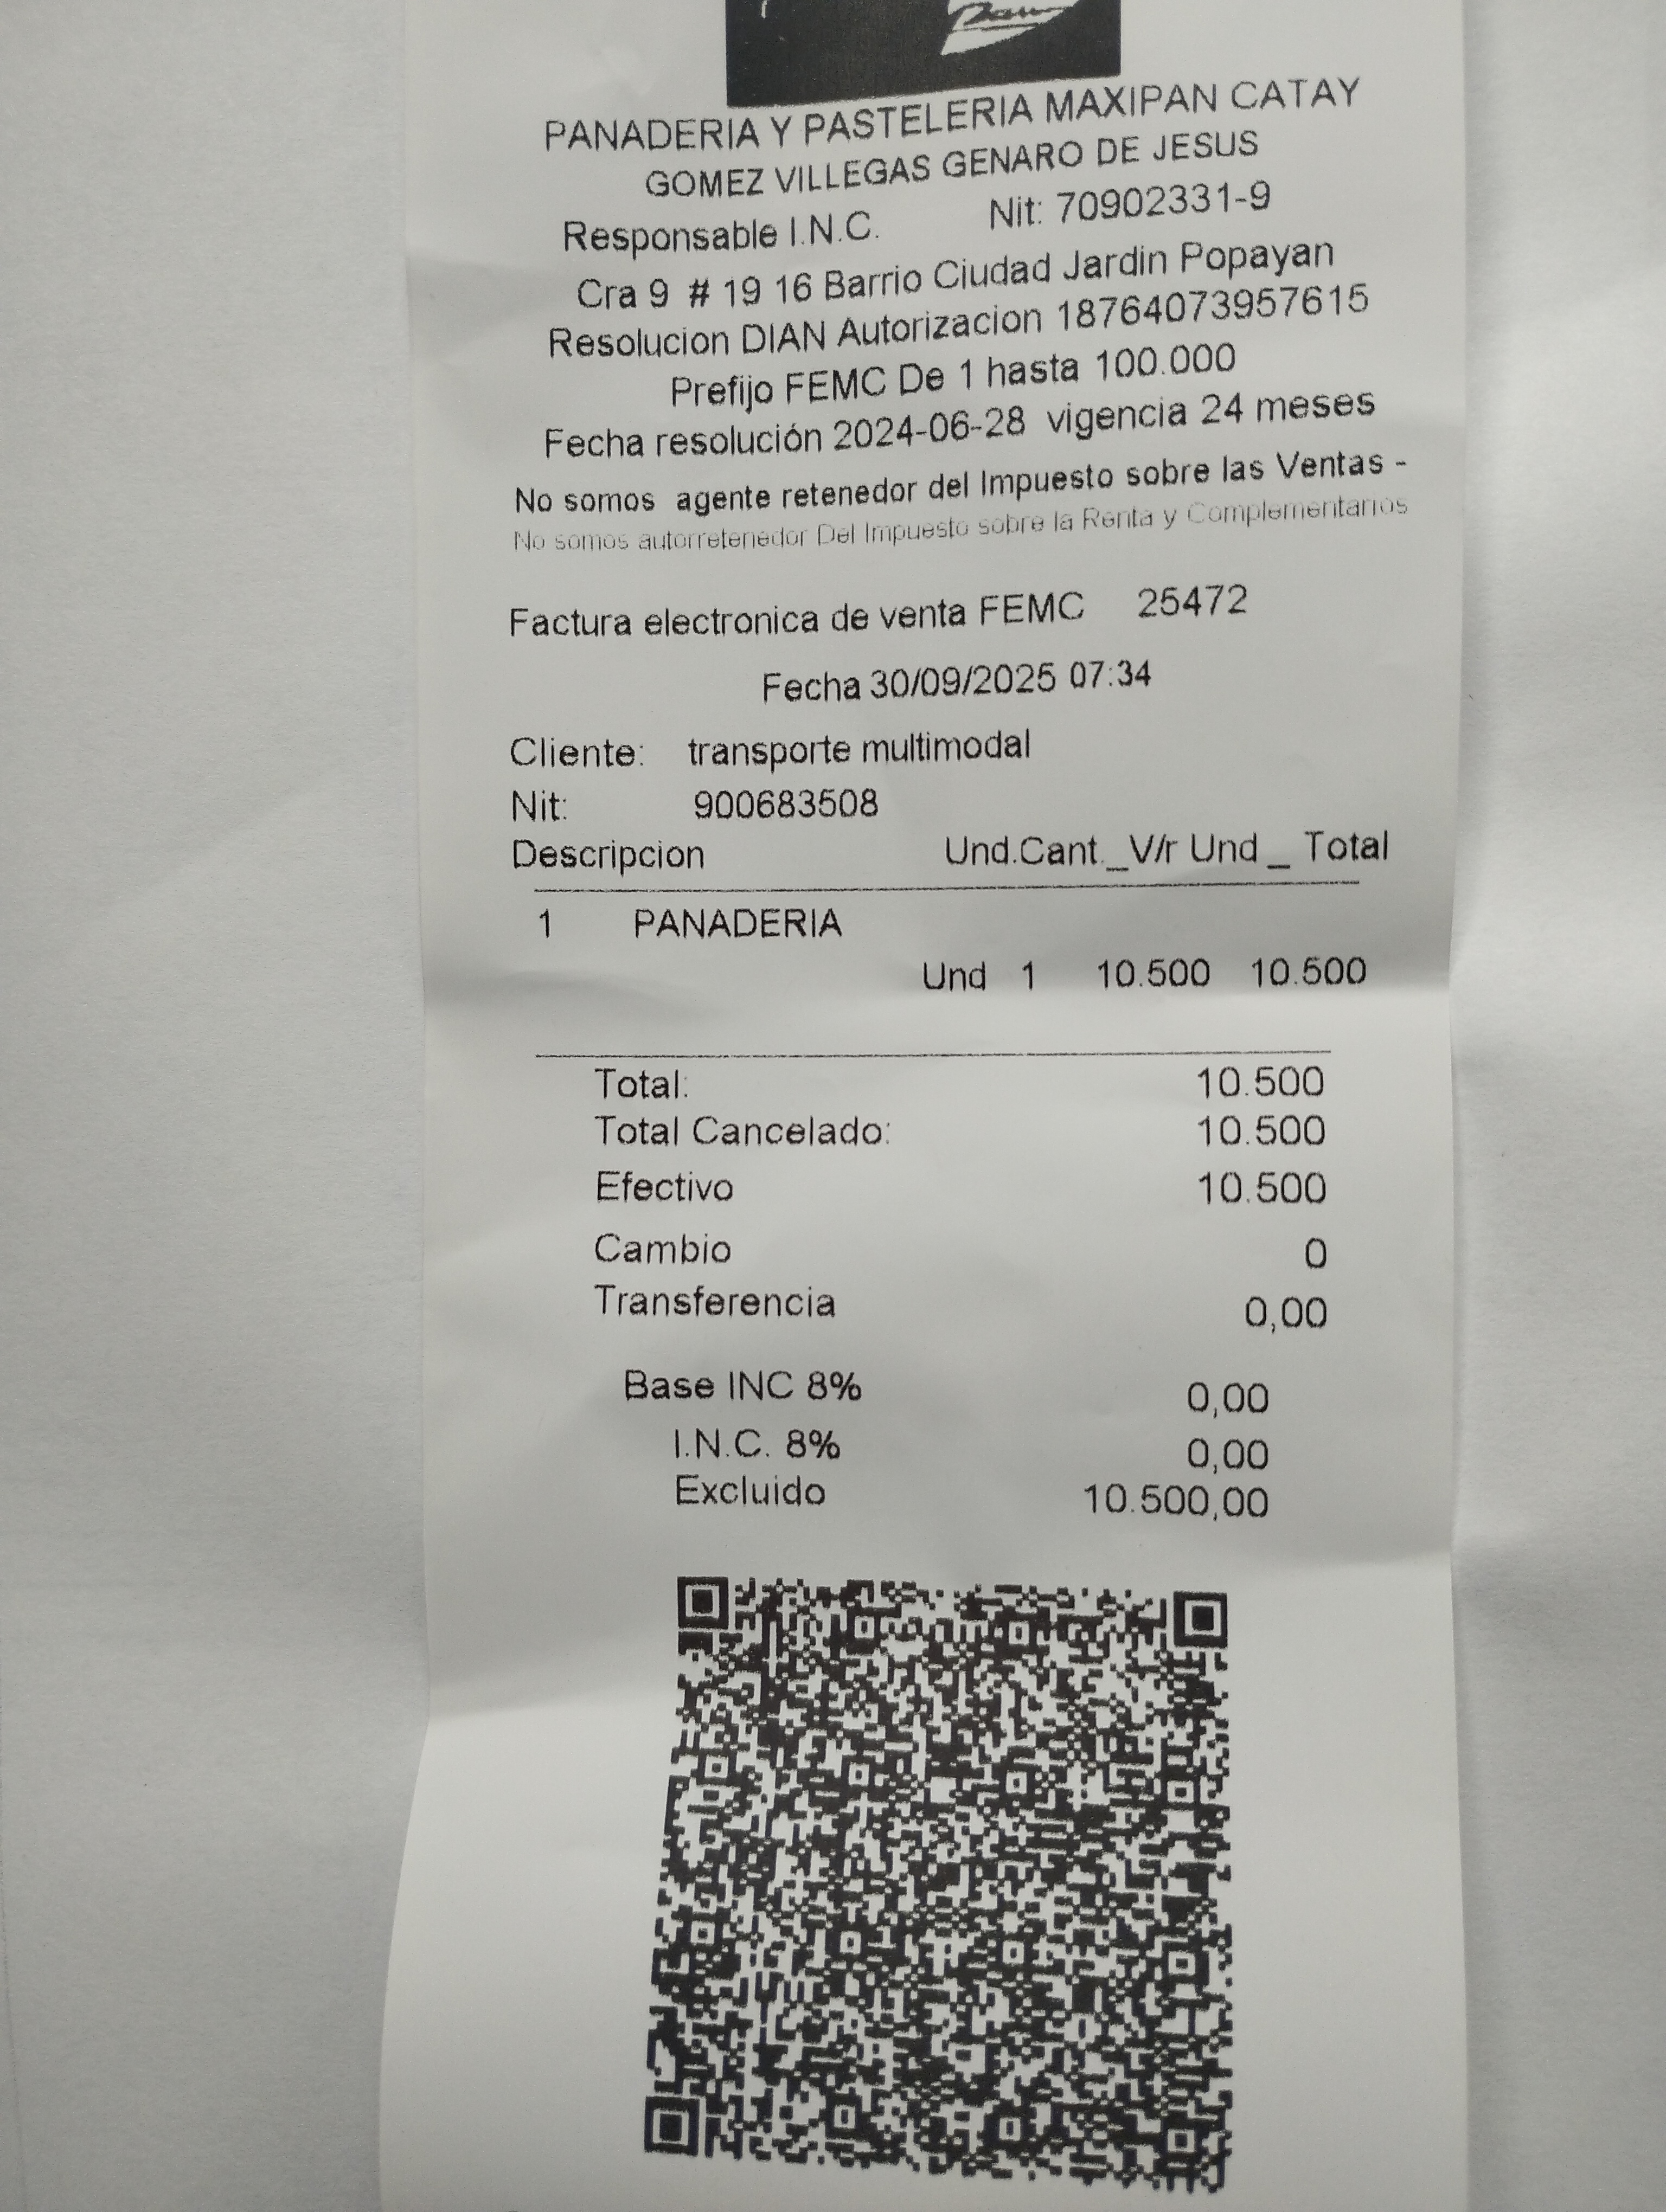 PANADERIA Y PASTELERIA MAXIPAN CATAY
GOMEZ VILLEGAS GENARO DE JESUS
Responsable I.N.C. Nit: 70902331-9
Cra 9 # 19 16 Barrio Ciudad Jardin Popayan
Resolucion DIAN Autorizacion 18764073957615
Prefijo FEMC De 1 hasta 100.000
Fecha resolución 2024-06-28 vigencia 24 meses
No somos agente retenedor del Impuesto sobre las Ventas -
No somos autorretenedor Del Impuesto sobre la Renta y Complementarios
Factura electronica de venta FEMC 25472
Fecha 30/09/2025 07:34
Cliente: transporte multimodal
Nit: 900683508
Descripcion Und.Cant._V/r Und _ Total
1 PANADERIA
Und 1 10.500 10.500
Total: 10.500
Total Cancelado: 10.500
Efectivo 10.500
Cambio 0
Transferencia 0,00
Base INC 8% 0,00
I.N.C. 8% 0,00
Excluido 10.500,00